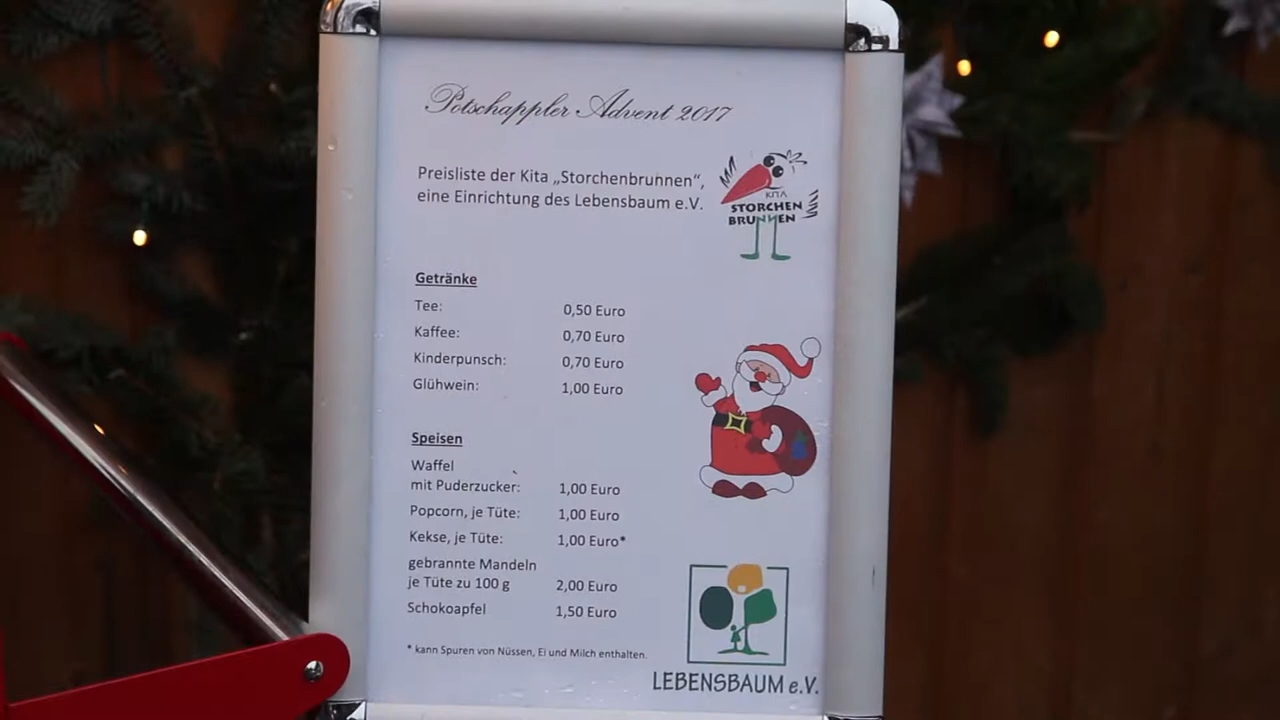 Potschappler Advent 2017
Preisliste der Kita „Storchenbrunnen“,
eine Einrichtung des Lebensbaum e.V.
KITA
STORCHEN
BRUNNEN
Getränke
Tee: 0,50 Euro
Kaffee: 0,70 Euro
Kinderpunsch: 0,70 Euro
Glühwein: 1,00 Euro
Speisen
Waffel
mit Puderzucker: 1,00 Euro
Popcorn, je Tüte: 1,00 Euro
Kekse, je Tüte: 1,00 Euro*
gebrannte Mandeln
je Tüte zu 100 g 2,00 Euro
Schokoapfel 1,50 Euro
* kann Spuren von Nüssen, Ei und Milch enthalten.
LEBENSBAUM e.V.